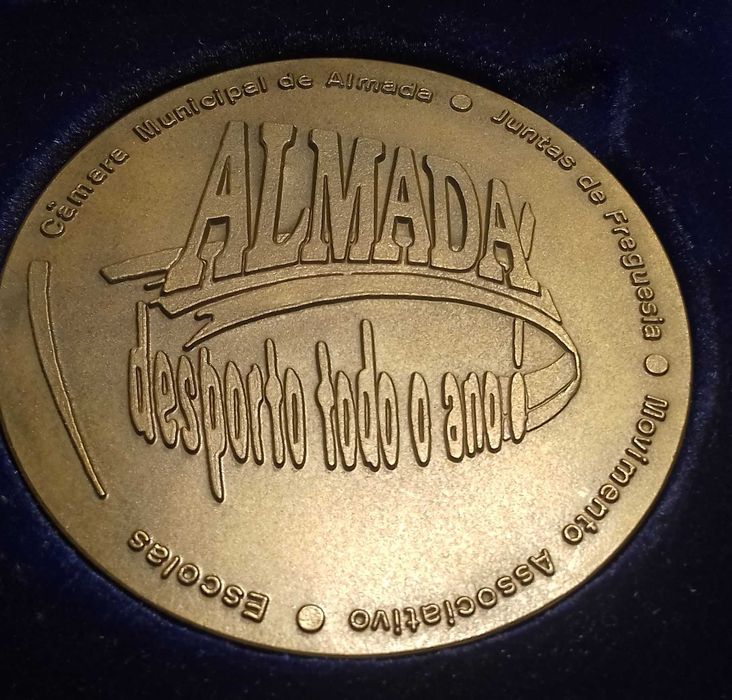 Câmara Municipal de Almada
Juntas de Freguesia
Movimento Associativo
Escolas
ALMADA
desporto todo o ano!